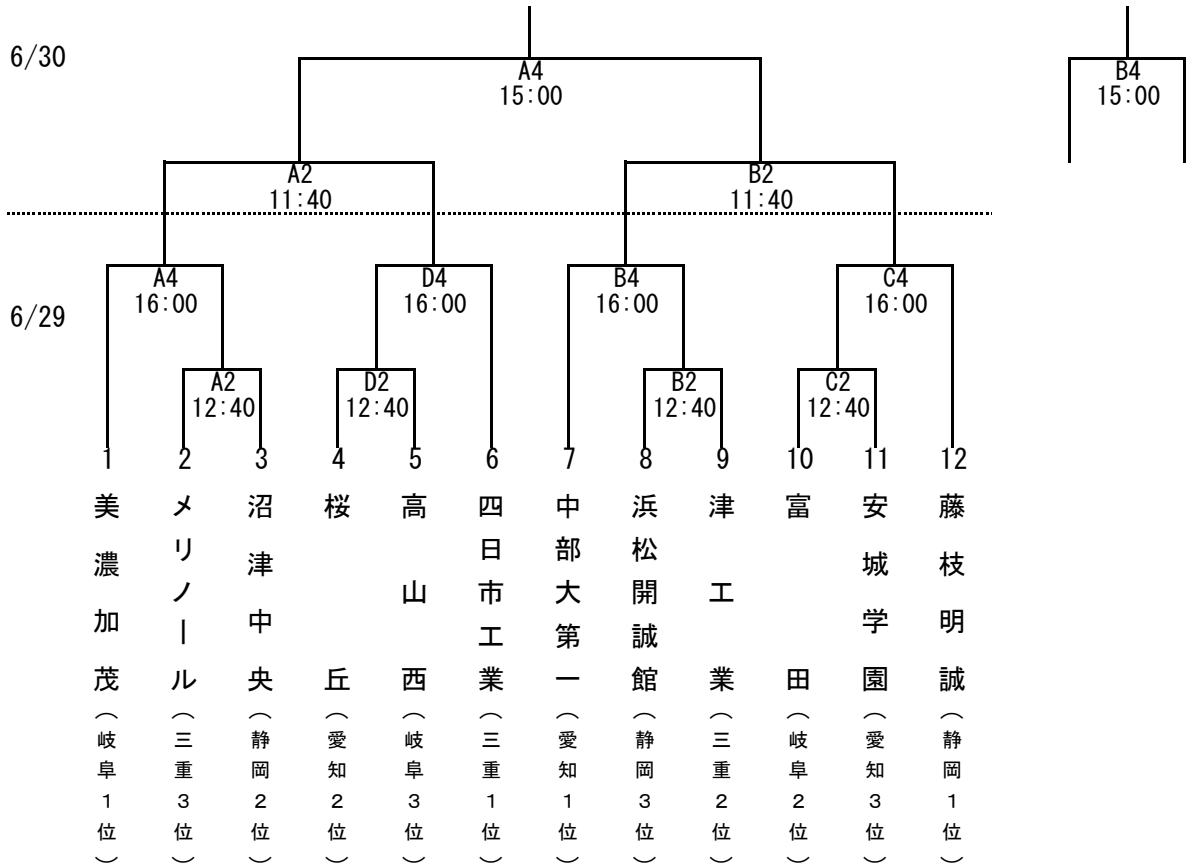 6/30
A4
15:00
B4
15:00
A2
11:40
B2
11:40
6/29
A4
16:00
D4
16:00
B4
16:00
C4
16:00
A2
12:40
D2
12:40
B2
12:40
C2
12:40
1
美濃加茂(岐阜1位)
2
メリノール(三重3位)
3
沼津中央(静岡2位)
4
桜丘(愛知2位)
5
高山西(岐阜3位)
6
四日市工業(三重1位)
7
中部大第一(愛知1位)
8
浜松開誠館(静岡3位)
9
津工業(三重2位)
10
富田(岐阜2位)
11
安城学園(愛知3位)
12
藤枝明誠(静岡1位)